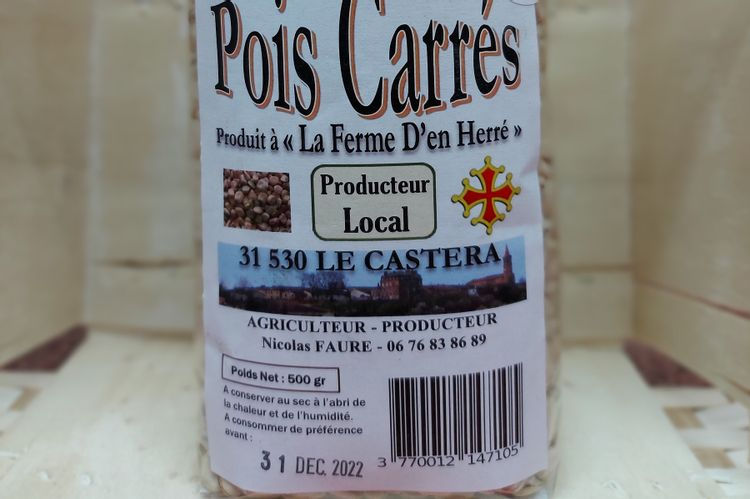 Pois Carrés
Produit à « La Ferme D'en Herré »
Producteur
Local
31 530 LE CASTERA
AGRICULTEUR - PRODUCTEUR
Nicolas FAURE - 06 76 83 86 89
Poids Net : 500 gr
A conserver au sec à l'abri de
la chaleur et de l'humidité.
A consommer de préférence
avant :
31 DEC. 2022
3 770012 147105